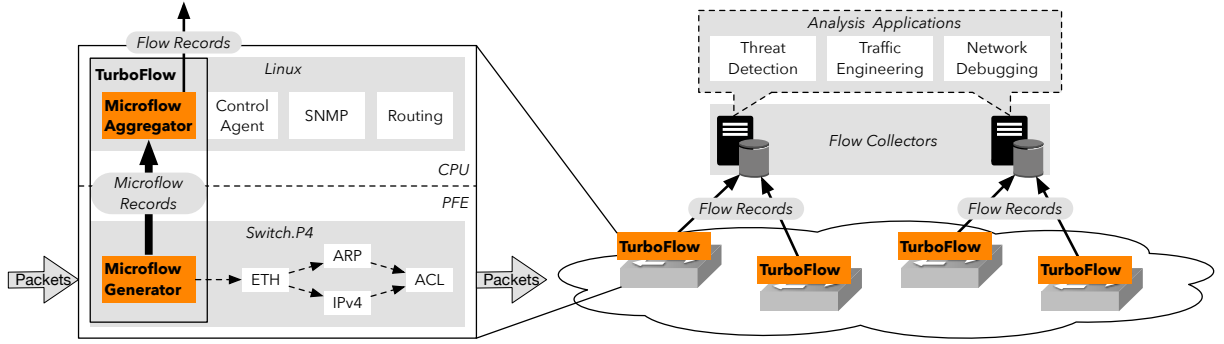 Flow Records
Linux
TurboFlow
Microflow
Aggregator
Control
Agent
SNMP
Routing
CPU
Microflow
Records
PFE
Switch.P4
Packets
Microflow
Generator
ETH
ARP
IPv4
ACL
Packets
Analysis Applications
Threat
Detection
Traffic
Engineering
Network
Debugging
Flow Collectors
Flow Records
Flow Records
TurboFlow
TurboFlow
TurboFlow
TurboFlow